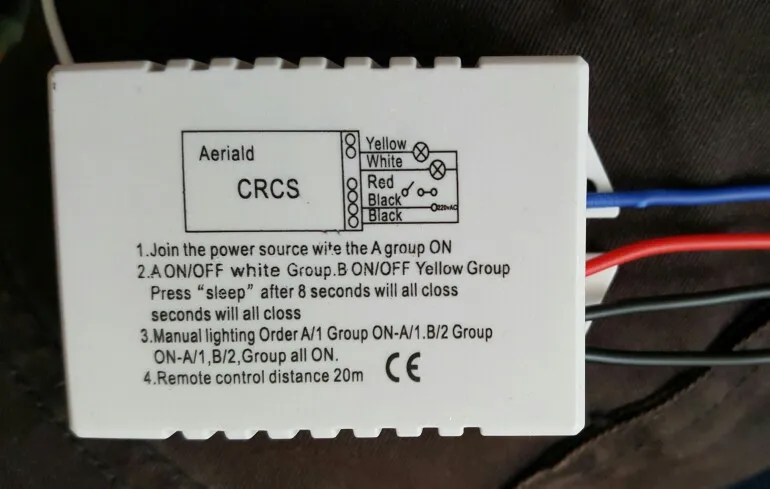 Aeriald
CRCS
Yellow
White
Red
Black
Black
220vAC
1.Join the power source wite the A group ON
2.A ON/OFF white Group.B ON/OFF Yellow Group
Press “sleep” after 8 seconds will all closs
seconds will all closs
3.Manual lighting Order A/1 Group ON-A/1.B/2 Group
ON-A/1,B/2,Group all ON.
4.Remote control distance 20m CE